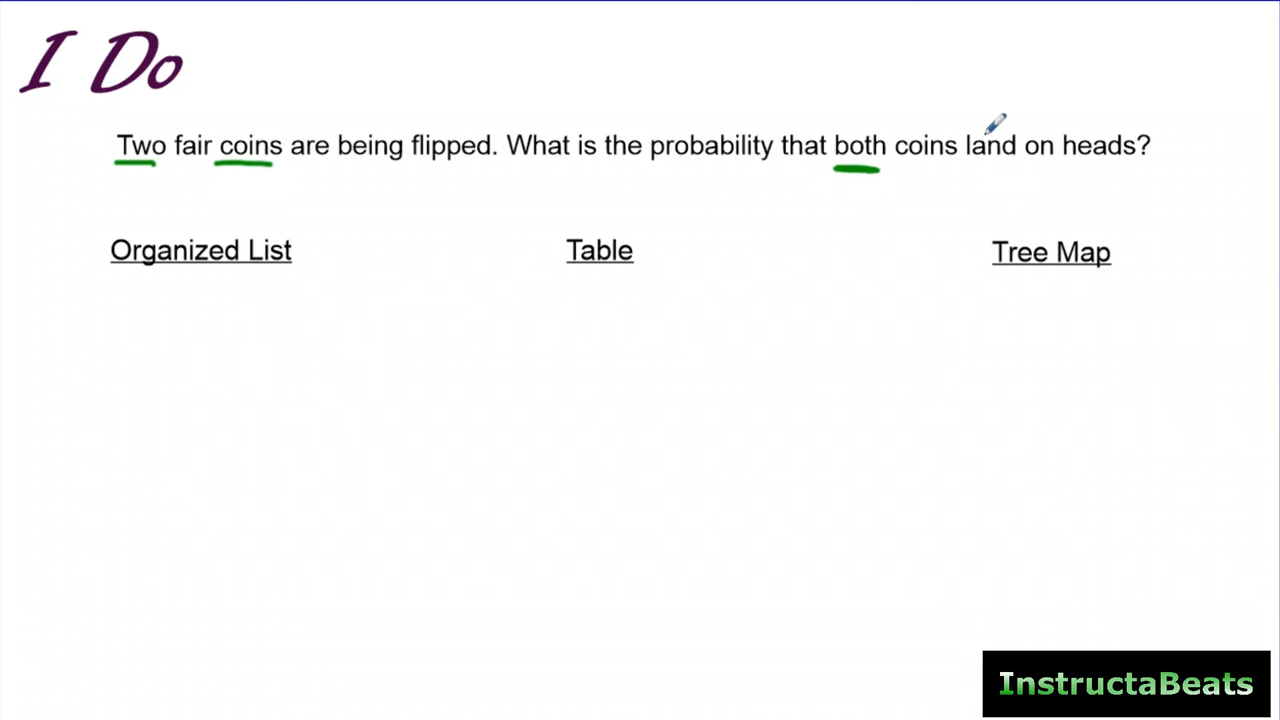 I Do
Two fair coins are being flipped. What is the probability that both coins land on heads?
Organized List
Table
Tree Map
InstructaBeats